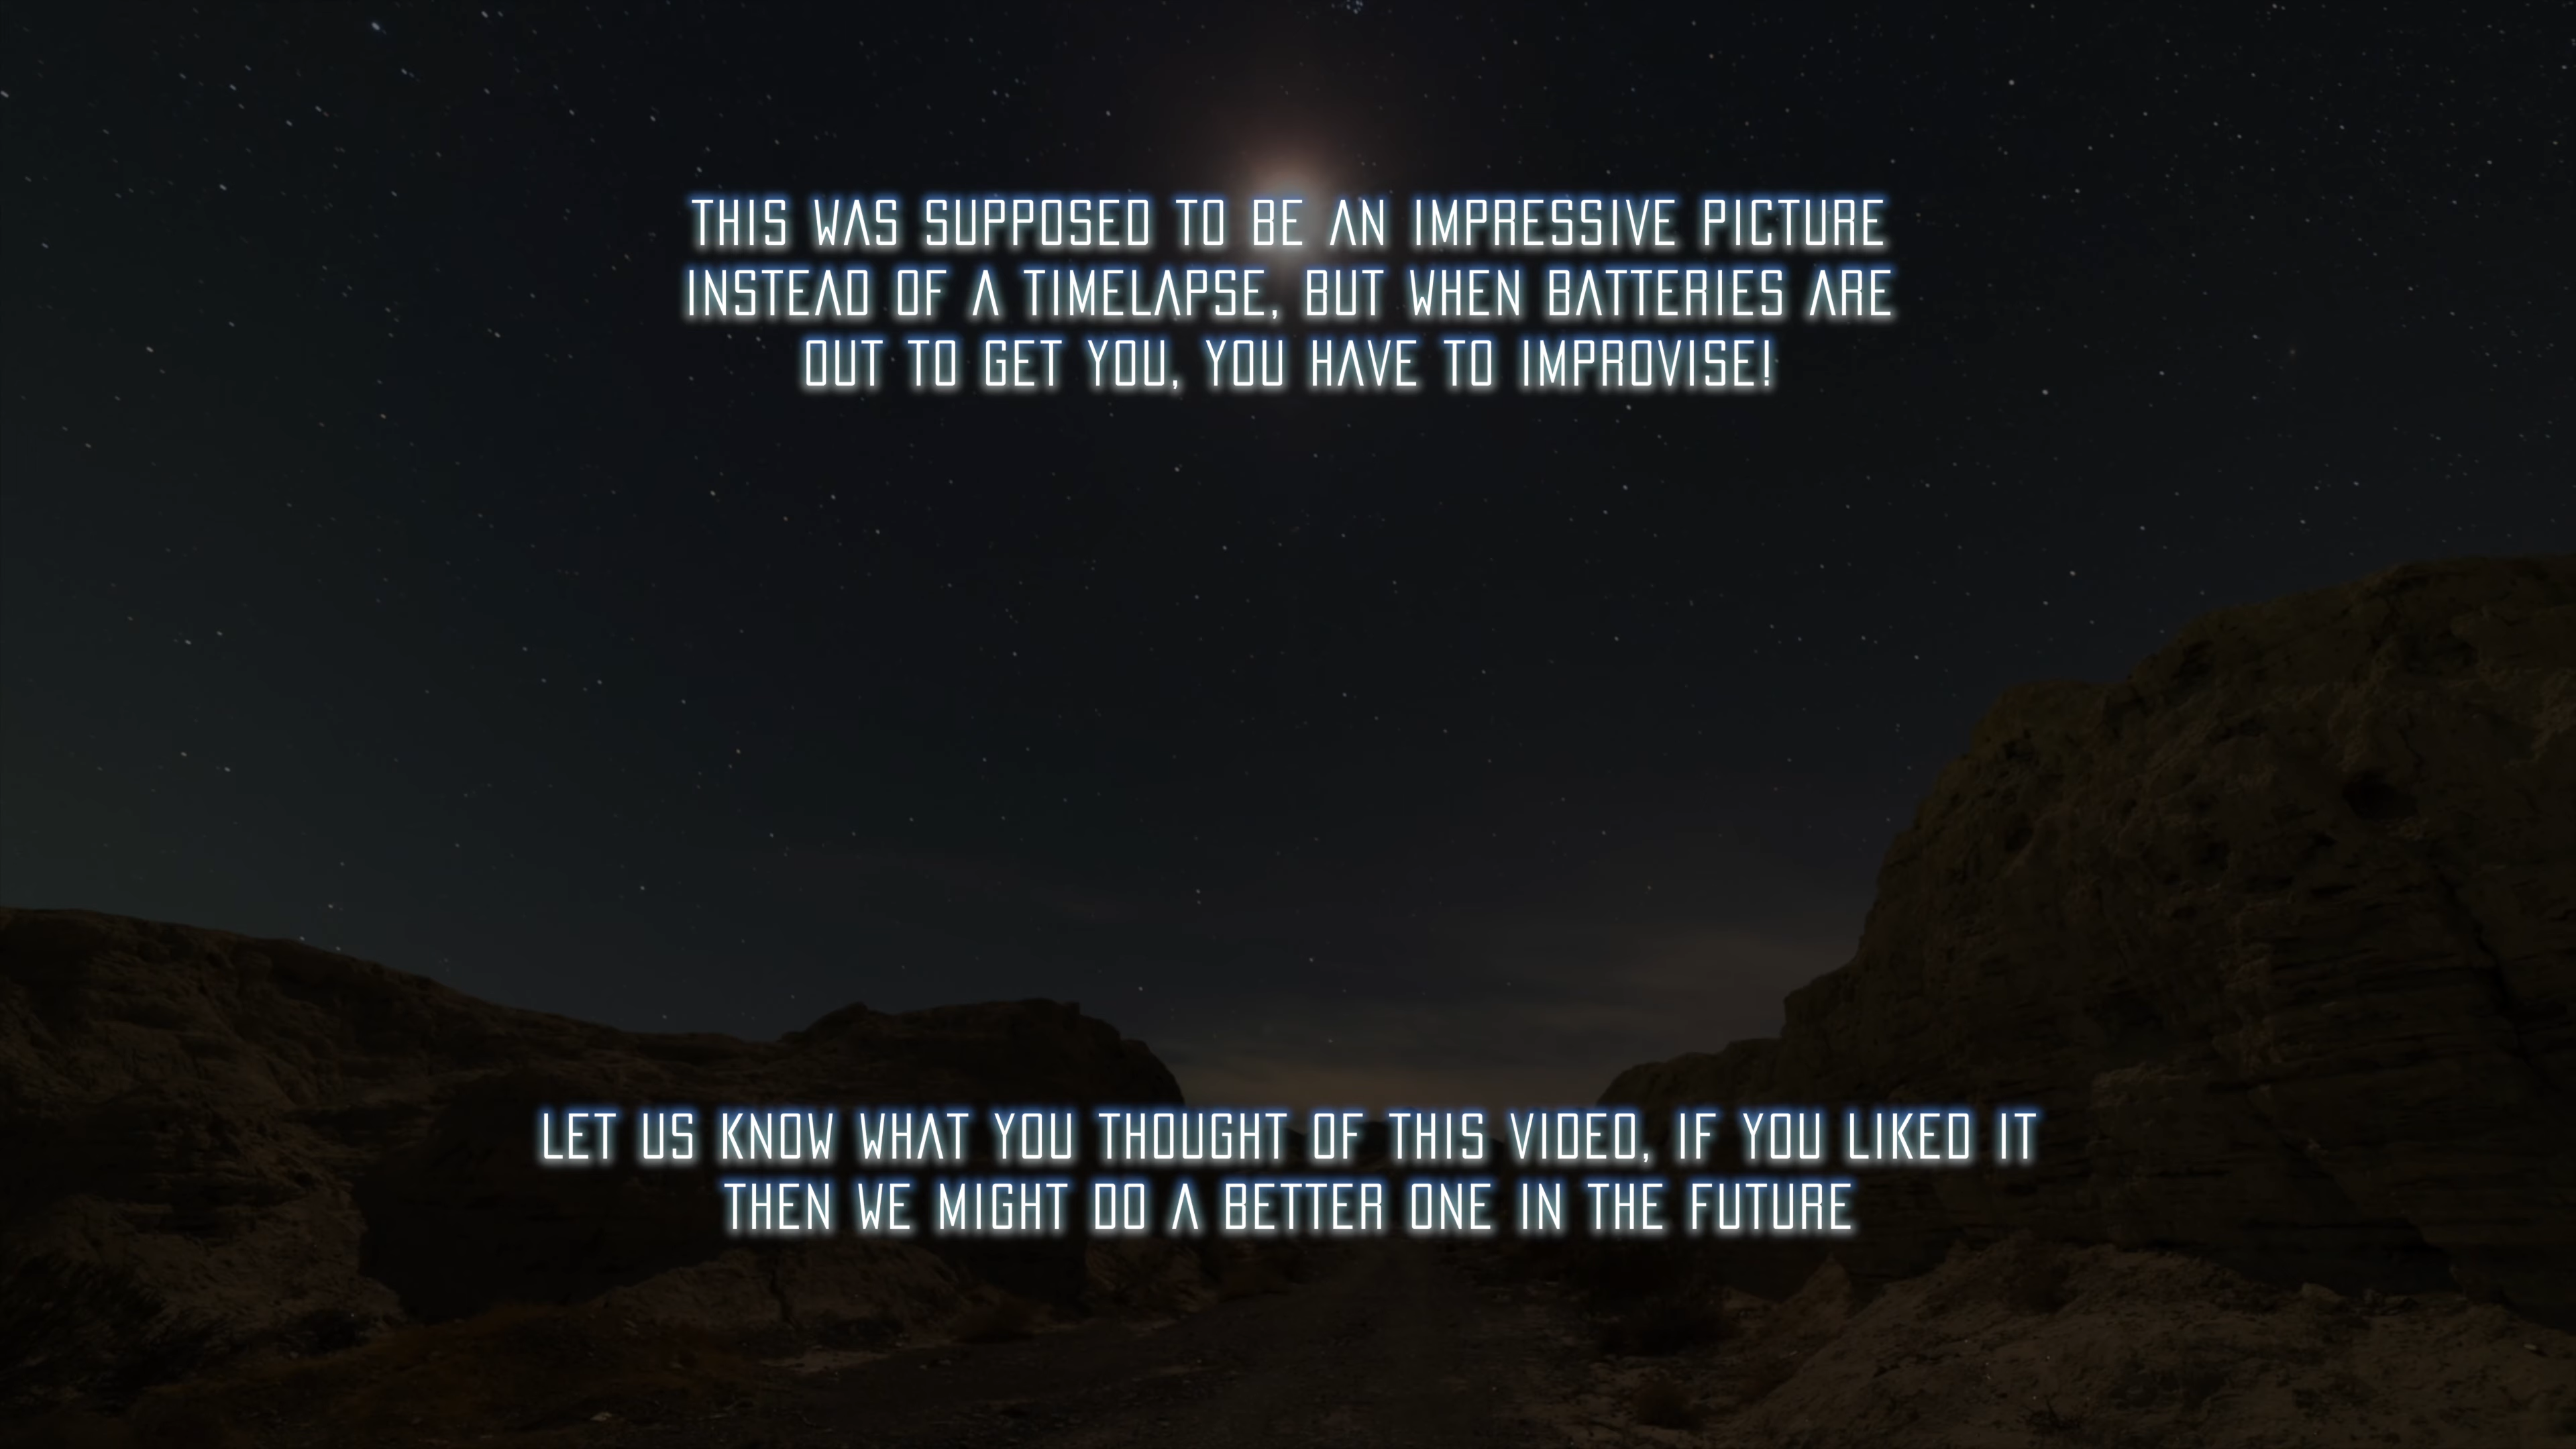 THIS WAS SUPPOSED TO BE AN IMPRESSIVE PICTURE
INSTEAD OF A TIMELAPSE, BUT WHEN BATTERIES ARE
OUT TO GET YOU, YOU HAVE TO IMPROVISE!
LET US KNOW WHAT YOU THOUGHT OF THIS VIDEO, IF YOU LIKED IT
THEN WE MIGHT DO A BETTER ONE IN THE FUTURE